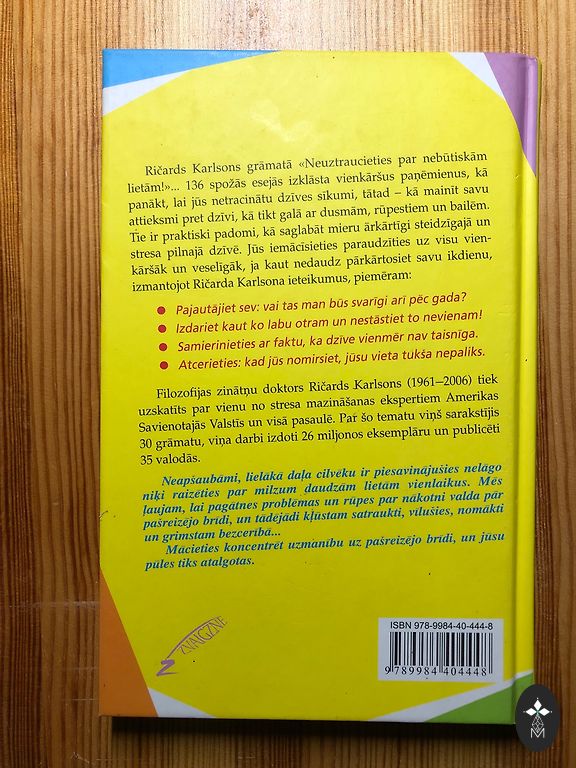 Ričards Karlsons grāmatā «Neuztraucieties par nebūtiskām
lietām!»... 136 spožās esejās izklāsta vienkāršus paņēmienus, kā
panākt, lai jūs netracinātu dzīves sīkumi, tātad – kā mainīt savu
attieksmi pret dzīvi, kā tikt galā ar dusmām, rūpestiem un bailēm.
Tie ir praktiski padomi, kā saglabāt mieru ārkārtīgi steidzīgajā un
stresa pilnajā dzīvē. Jūs iemācīsieties paraudzīties uz visu vien-
kāršāk un veselīgāk, ja kaut nedaudz pārkārtosiet savu ikdienu,
izmantojot Ričarda Karlsona ieteikumus, piemēram:
● Pajautājiet sev: vai tas man būs svarīgi arī pēc gada?
● Izdariet kaut ko labu otram un nestāstiet to nevienam!
● Samierinieties ar faktu, ka dzīve vienmēr nav taisnīga.
● Atcerieties: kad jūs nomirsiet, jūsu vieta tukša nepaliks.
Filozofijas zinātņu doktors Ričards Karlsons (1961–2006) tiek
uzskatīts par vienu no stresa mazināšanas ekspertiem Amerikas
Savienotajās Valstīs un visā pasaulē. Par šo tematu viņš sarakstījis
30 grāmatu, viņa darbi izdoti 26 miljonos eksemplāru un publicēti
35 valodās.
Neapšaubāmi, lielākā daļa cilvēku ir piesavinājušies nelāgo
niķi raizēties par milzum daudzām lietām vienlaikus. Mēs
ļaujam, lai pagātnes problēmas un rūpes par nākotni valda pār
pašreizējo brīdi, un tādējādi kļūstam satraukti, vīlušies, nomākti
un grimstam bezcerībā...
Mācieties koncentrēt uzmanību uz pašreizējo brīdi, un jūsu
pūles tiks atalgotas.
ZVAIGZNE
ISBN 978-9984-40-444-8
9 789984 404448
M